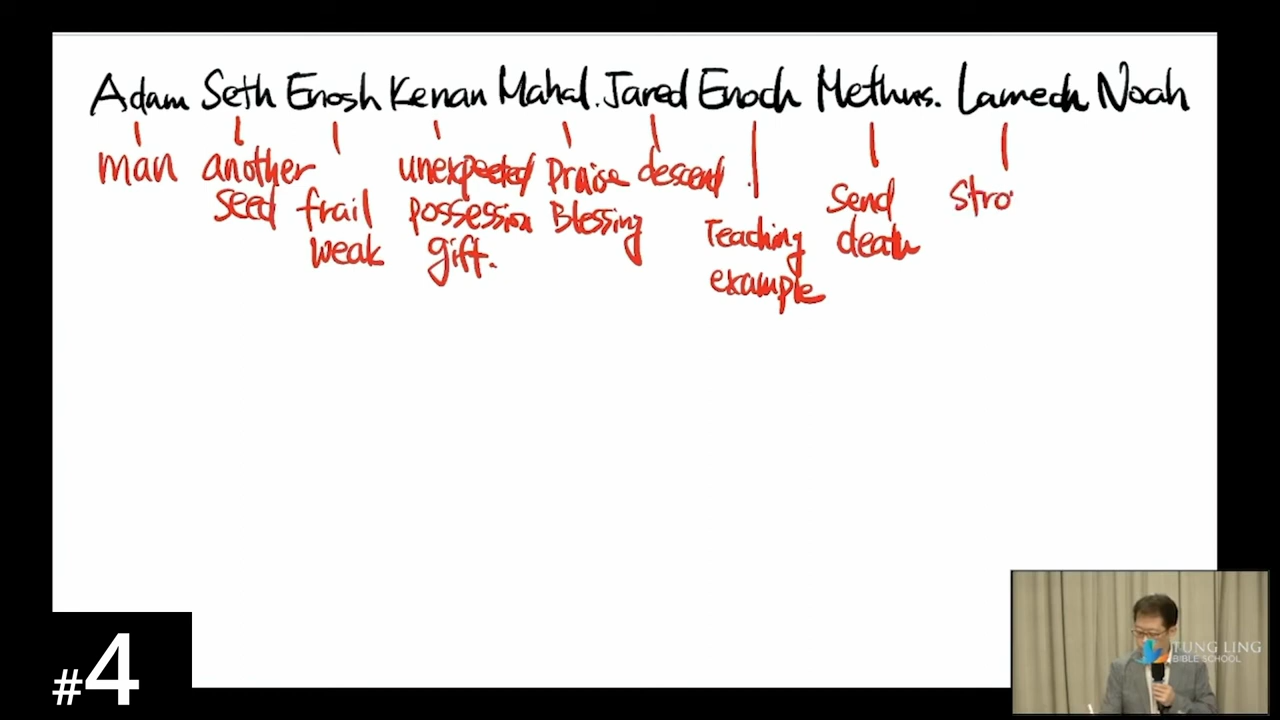 Adam Seth Enosh Kenan Mahal. Jared Enoch Methus. Lamech Noah
man
another
seed
frail
weak
unexpected
possession
gift.
Praise
Blessing
descend
Teaching
example
send
death
stro
#4
TUNG LING
BIBLE SCHOOL